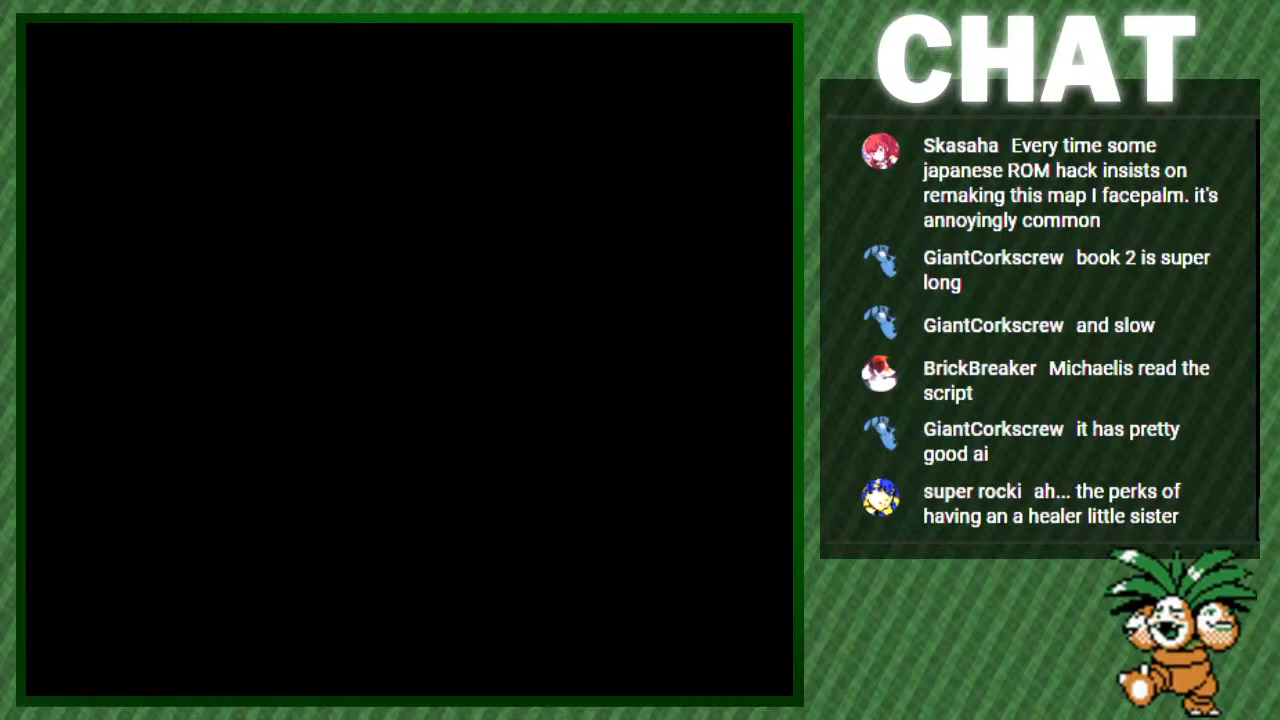 CHAT
Skasaha Every time some
japanese ROM hack insists on
remaking this map I facepalm. it's
annoyingly common
GiantCorkscrew book 2 is super
long
GiantCorkscrew and slow
BrickBreaker Michaelis read the
script
GiantCorkscrew it has pretty
good ai
super rocki ah... the perks of
having an a healer little sister